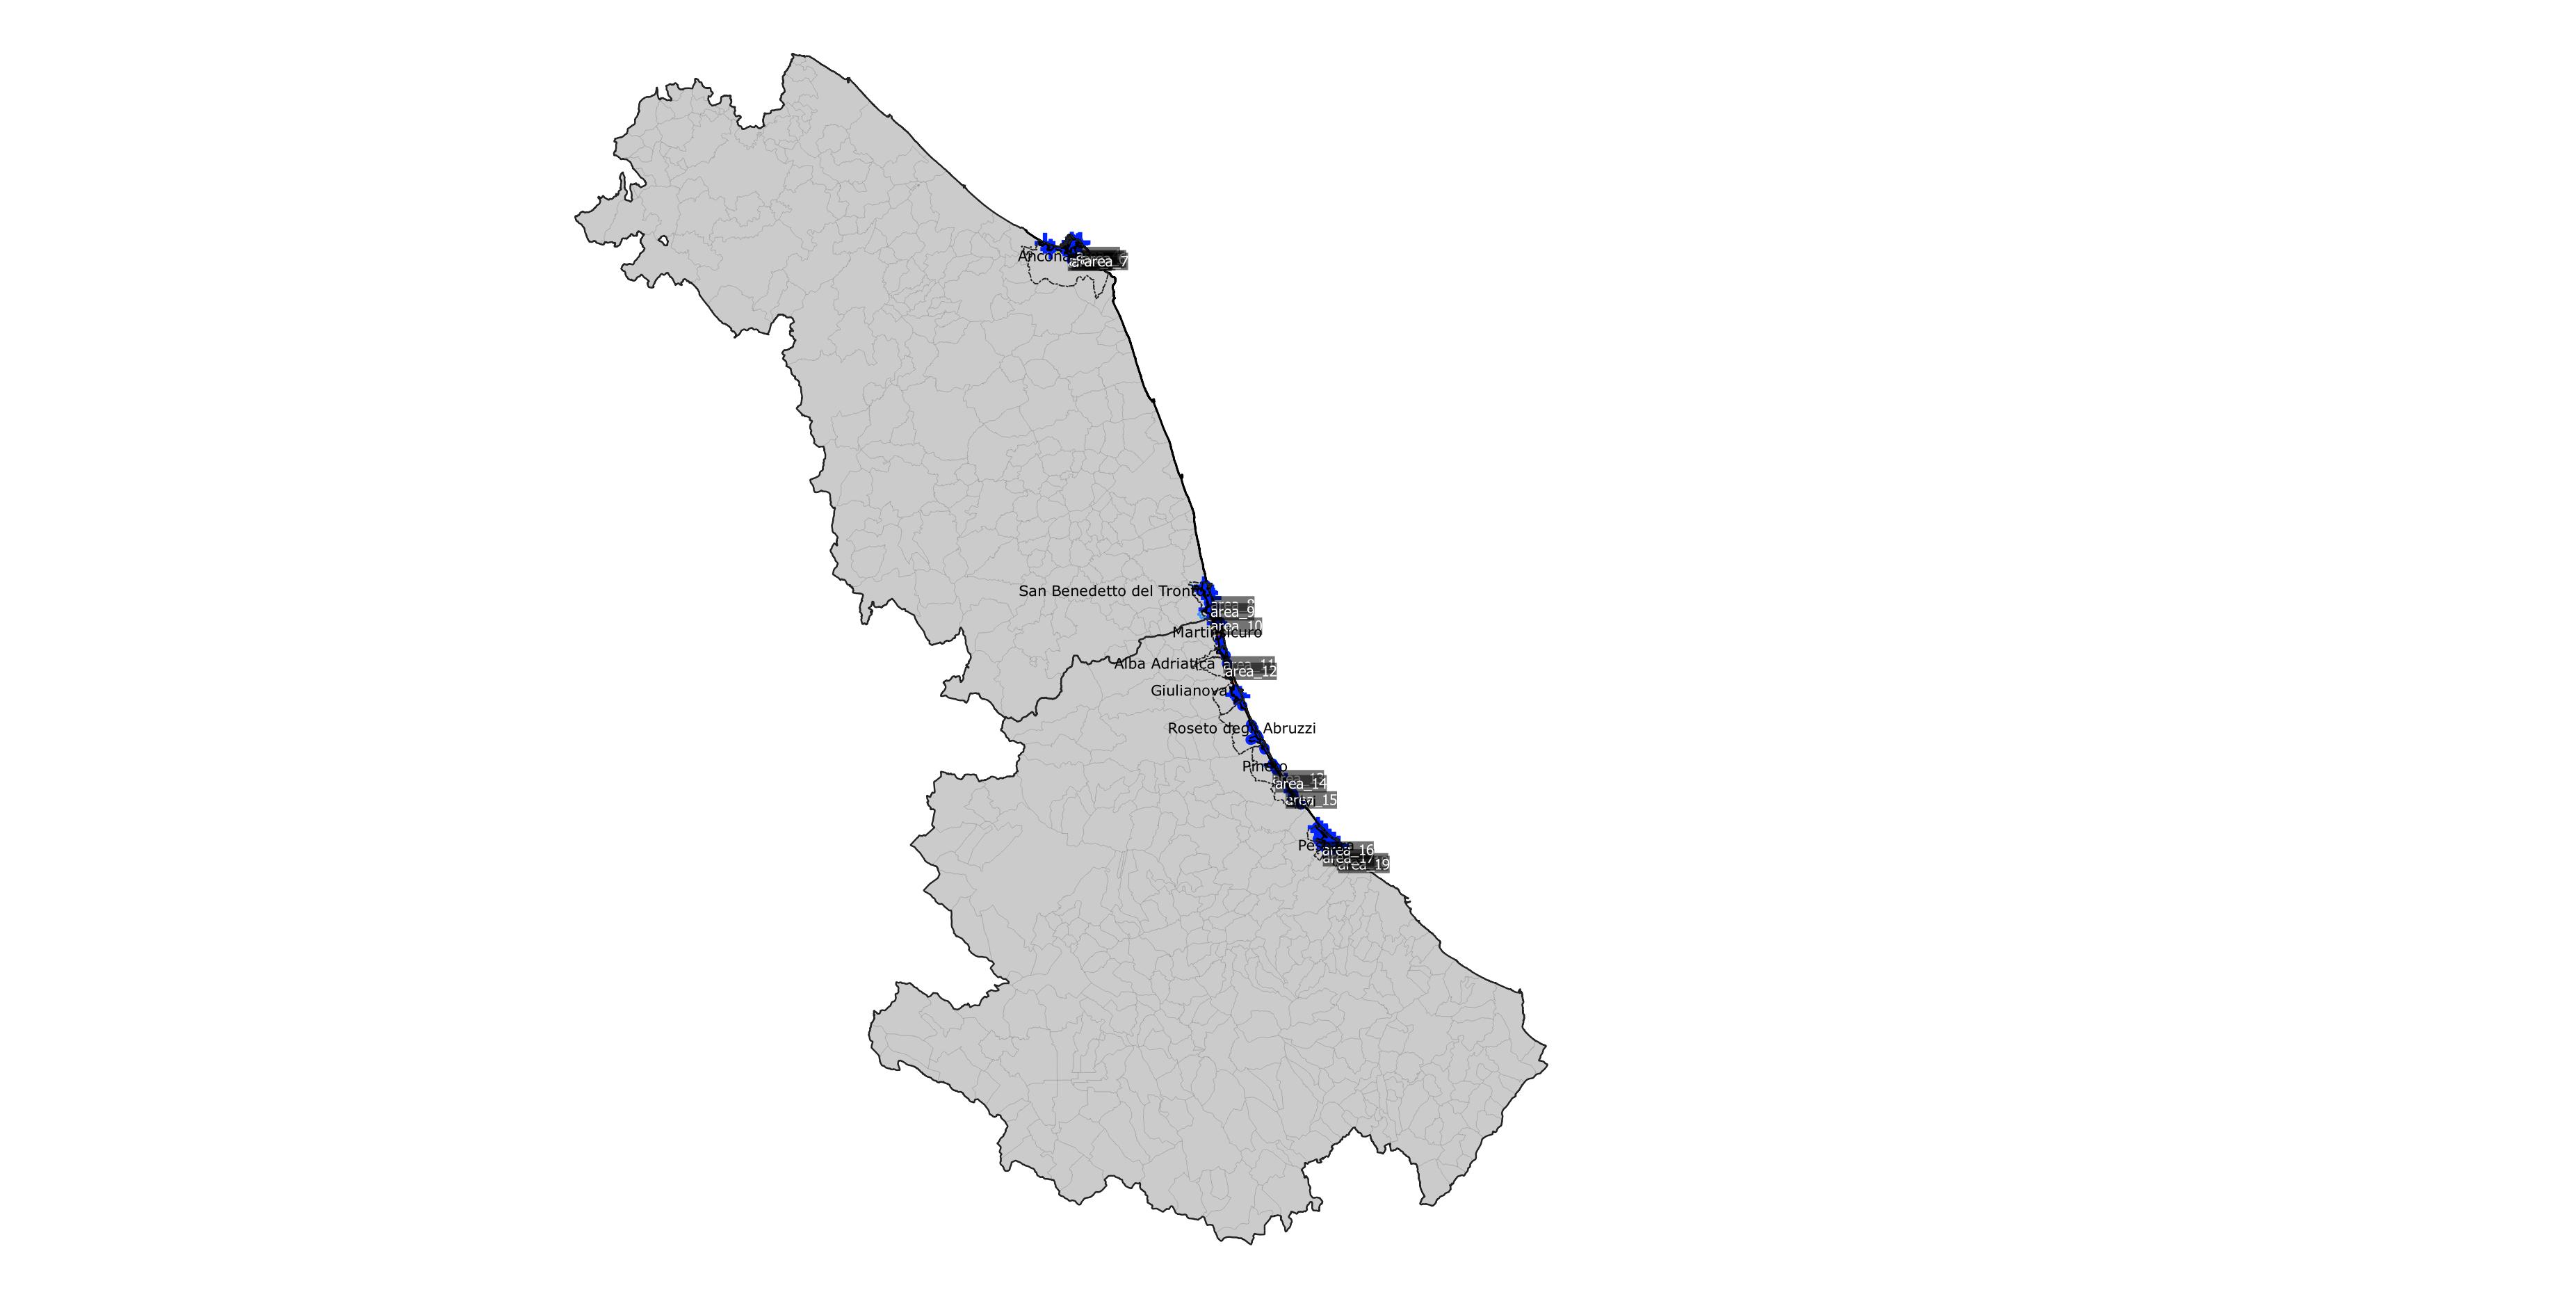 Ancona
area_7
San Benedetto del Tronto
area_9
area_10
Martinsicuro
Alba Adriatica
area_11
area_12
Giulianova
Roseto degli Abruzzi
Pineto
area_14
area_15
area_16
area_17
area_19